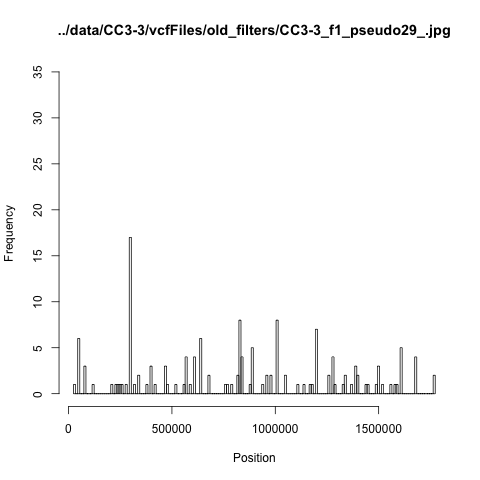 ../data/CC3-3/vcfFiles/old_filters/CC3-3_f1_pseudo29_.jpg
35
30
25
20
15
10
5
0
Frequency
0 500000 1000000 1500000
Position